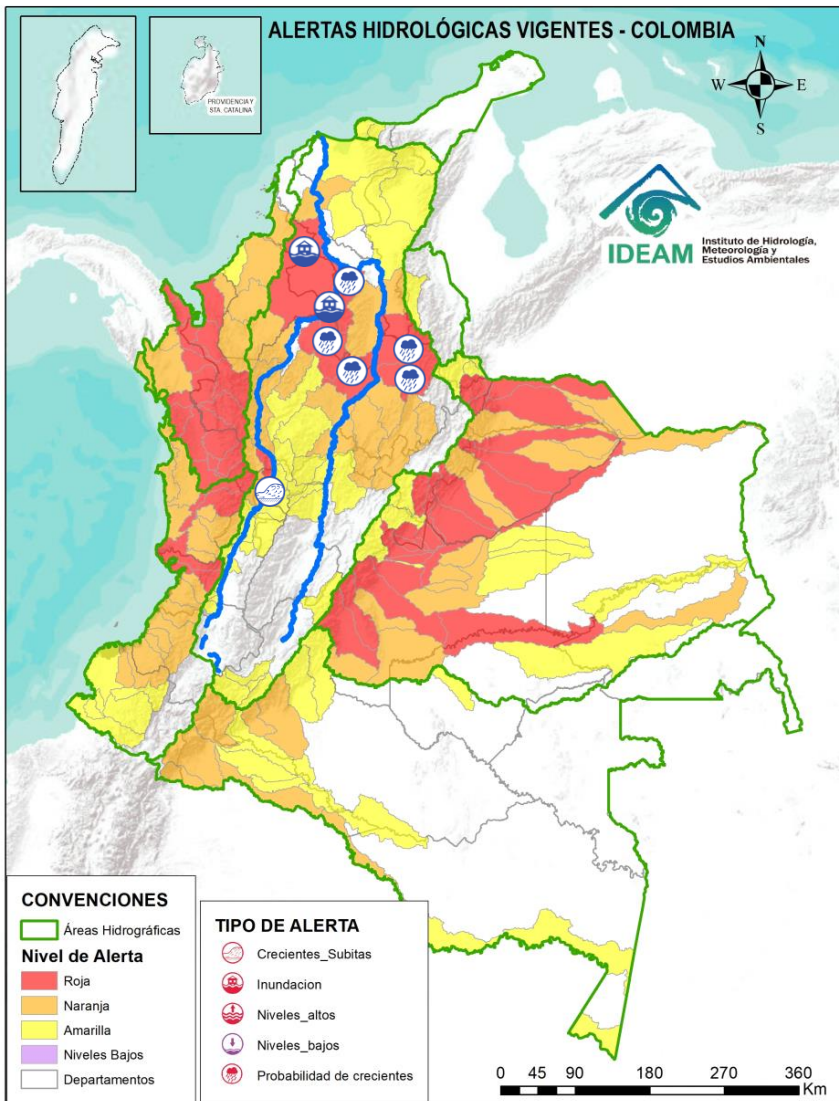 ALERTAS HIDROLÓGICAS VIGENTES - COLOMBIA
PROVIDENCIA Y
STA. CATALINA
N
W
E
S
IDEAM
Instituto de Hidrología,
Meteorología y
Estudios Ambientales
CONVENCIONES
Áreas Hidrográficas
Nivel de Alerta
Roja
Naranja
Amarilla
Niveles Bajos
Departamentos
TIPO DE ALERTA
Crecientes_Subitas
Inundacion
Niveles_altos
Niveles_bajos
Probabilidad de crecientes
0 45 90 180 270 360
Km